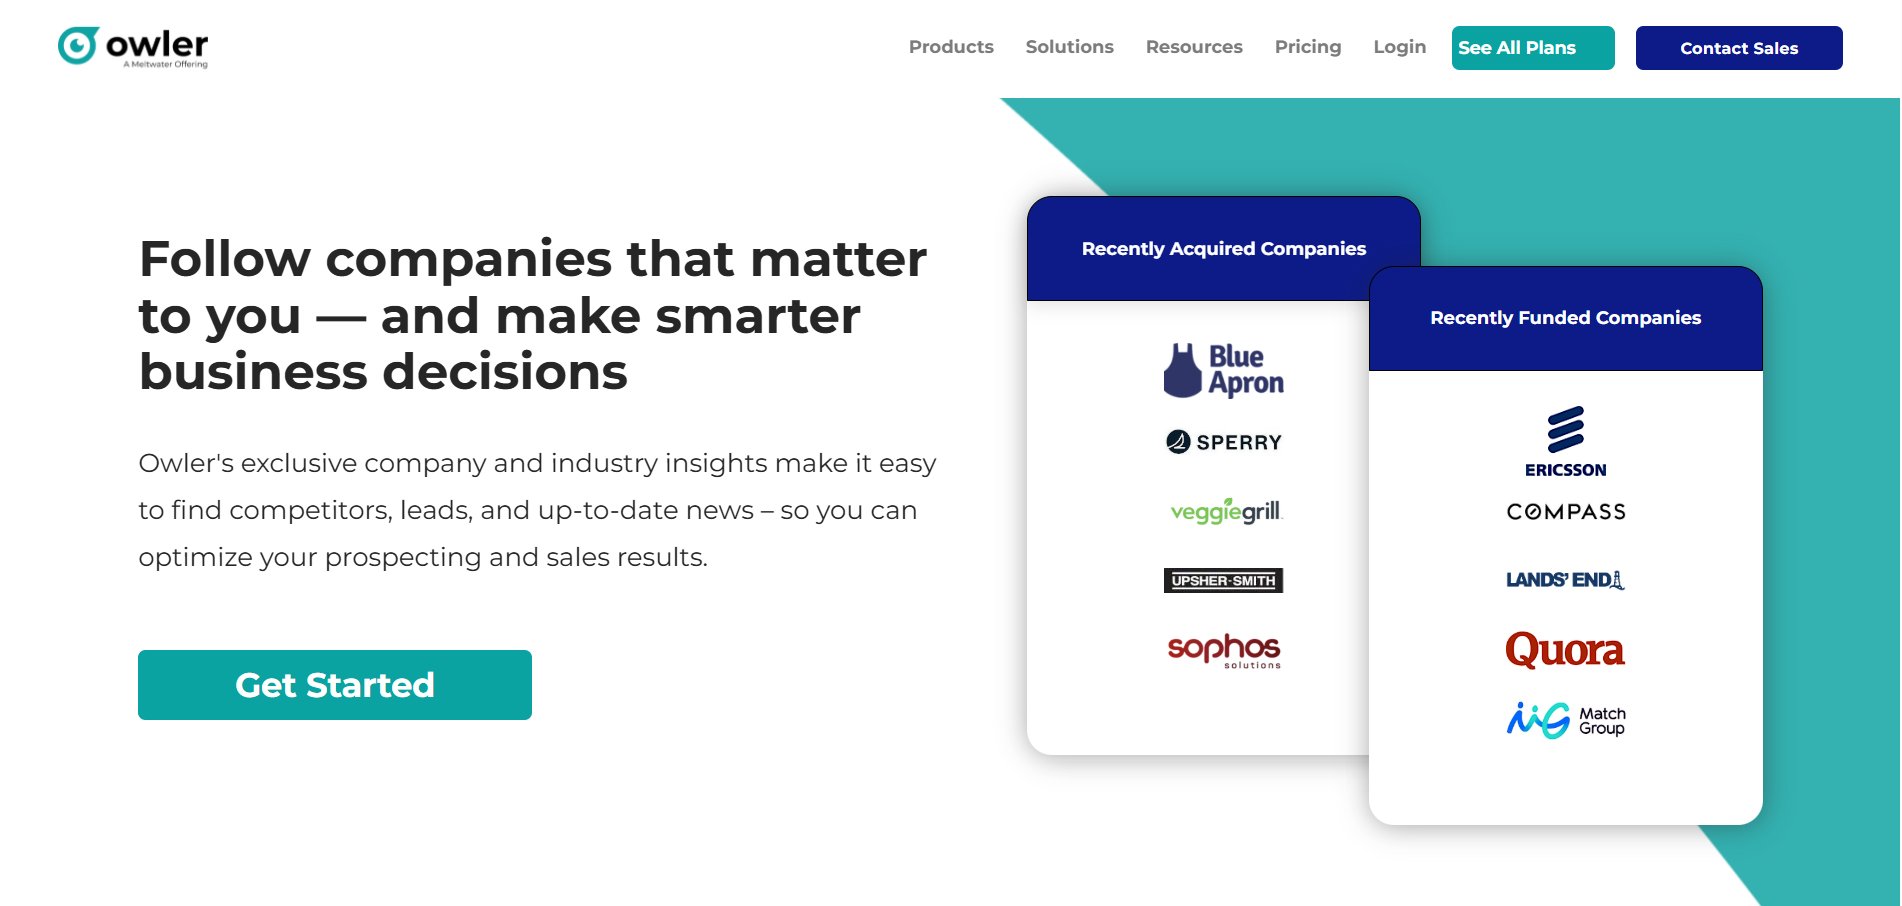 owler
A Meltwater Offering
Products Solutions Resources Pricing Login See All Plans Contact Sales
Follow companies that matter
to you — and make smarter
business decisions
Owler's exclusive company and industry insights make it easy
to find competitors, leads, and up-to-date news – so you can
optimize your prospecting and sales results.
Get Started
Recently Acquired Companies
Blue
Apron
SPERRY
veggiegrill
UPSHER-SMITH
sophos
solutions
Recently Funded Companies
ERICSSON
COMPASS
LANDS' END
Quora
MG Match
Group